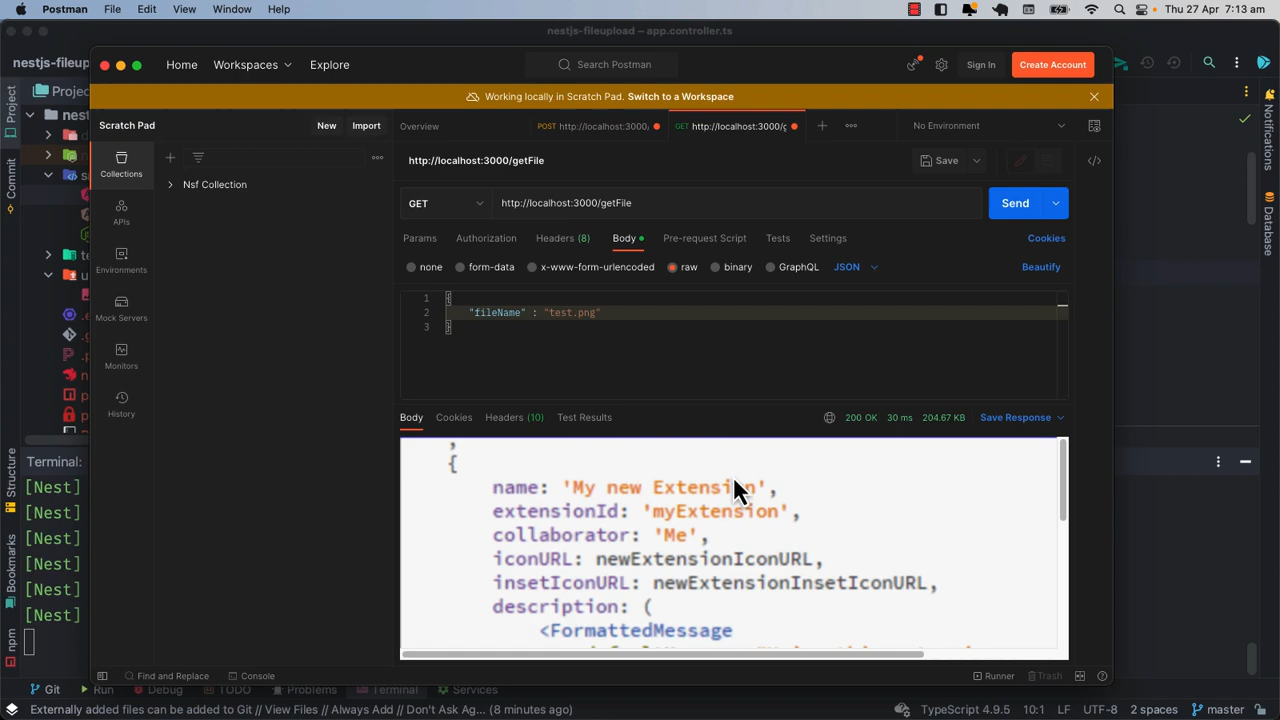 Postman File Edit View Window Help Thu 27 Apr 7:13 am
nestjs-fileupload – app.controller.ts
nestjs-fileup
Home Workspaces Explore Search Postman Sign In Create Account
Working locally in Scratch Pad. Switch to a Workspace
Scratch Pad New Import Overview POST http://localhost:3000, GET http://localhost:3000/g No Environment
http://localhost:3000/getFile Save
Collections
Nsf Collection
GET http://localhost:3000/getFile Send
APIs
Params Authorization Headers (8) Body Pre-request Script Tests Settings Cookies
Environments
none form-data x-www-form-urlencoded raw binary GraphQL JSON Beautify
1 {
2 "fileName" : "test.png"
3 }
Mock Servers
Monitors
History
Body Cookies Headers (10) Test Results 200 OK 30 ms 204.67 KB Save Response
,
{
name: 'My new Extension',
extensionId: 'myExtension',
collaborator: 'Me',
iconURL: newExtensionIconURL,
insetIconURL: newExtensionInsetIconURL,
description: (
<FormattedMessage
Find and Replace Console Runner Trash
Project
Commit
Structure
Bookmarks
npm
Notifications
Database
Projec
nest
Terminal:
[Nest]
[Nest]
[Nest]
[Nest]
[Nest]
[Nest]
Git Run Debug TODO Problems Terminal Services
Externally added files can be added to Git // View Files // Always Add // Don't Ask Ag... (8 minutes ago) TypeScript 4.9.5 10:1 LF UTF-8 2 spaces master